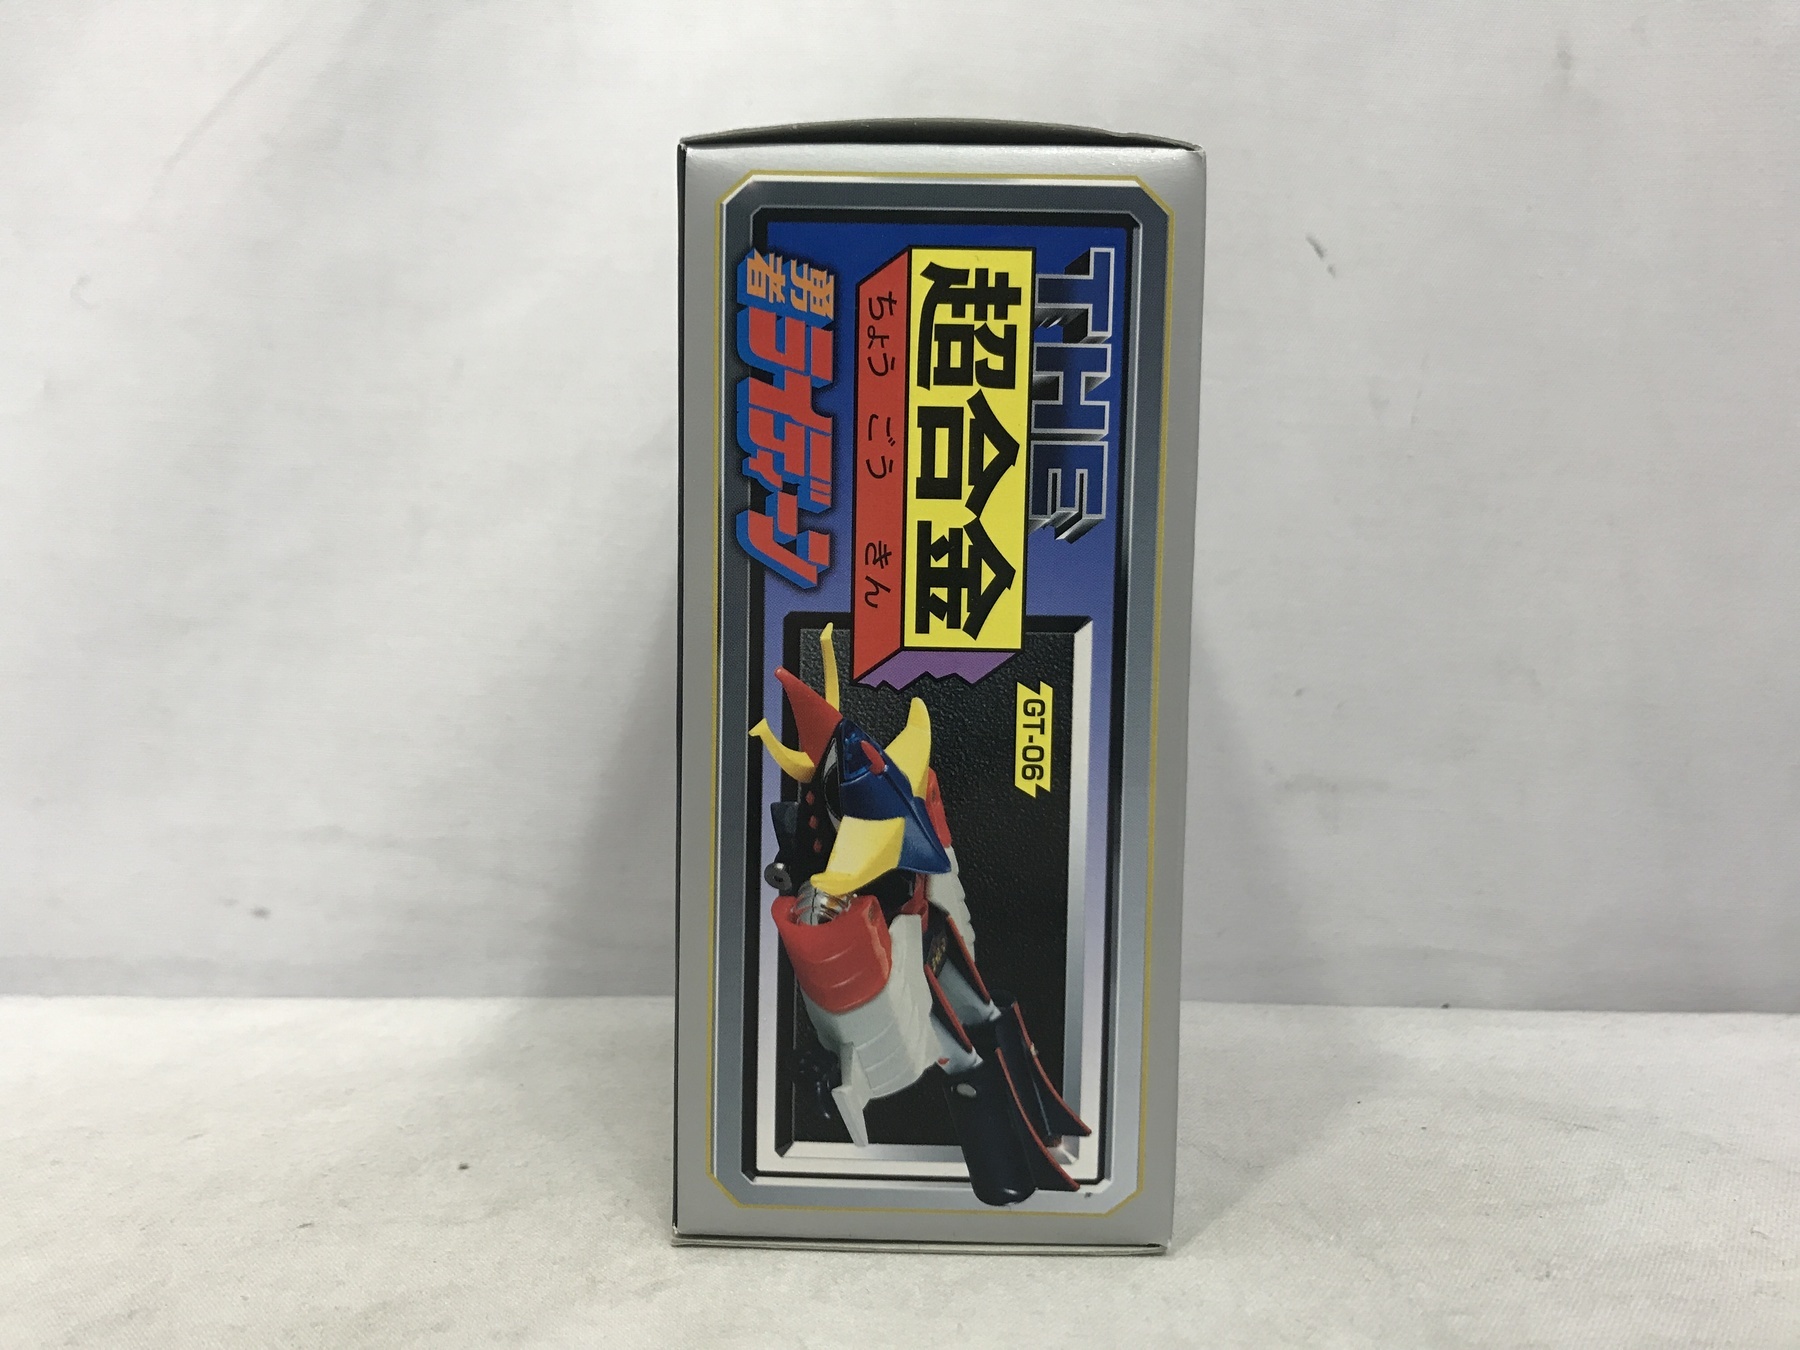 THE
超合金
ちょう ごう きん
勇者
ライディーン
GT-06